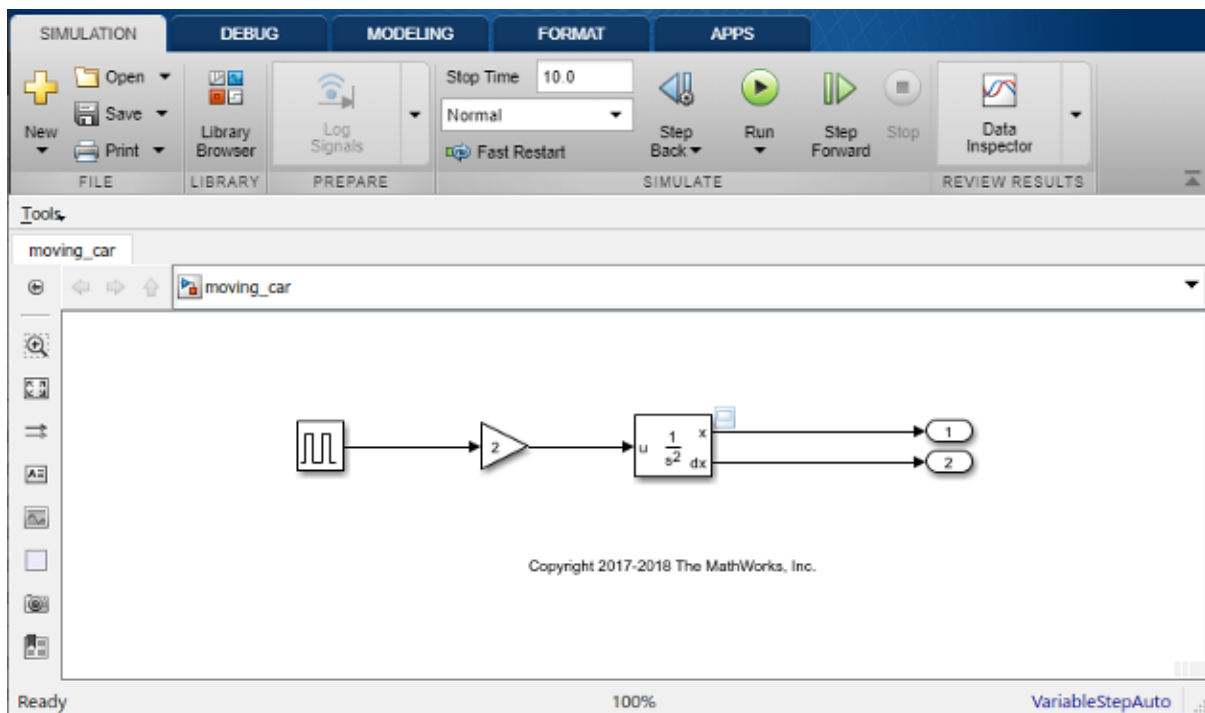 SIMULATION DEBUG MODELING FORMAT APPS
New
Open
Save
Print
FILE
Library
Browser
LIBRARY
Log
Signals
PREPARE
Stop Time 10.0
Normal
Fast Restart
Step
Back
Run
Step
Forward
Stop
SIMULATE
Data
Inspector
REVIEW RESULTS
Tools
moving_car
moving_car
2
u 1 x
s2 dx
1
2
Copyright 2017-2018 The MathWorks, Inc.
Ready 100% VariableStepAuto